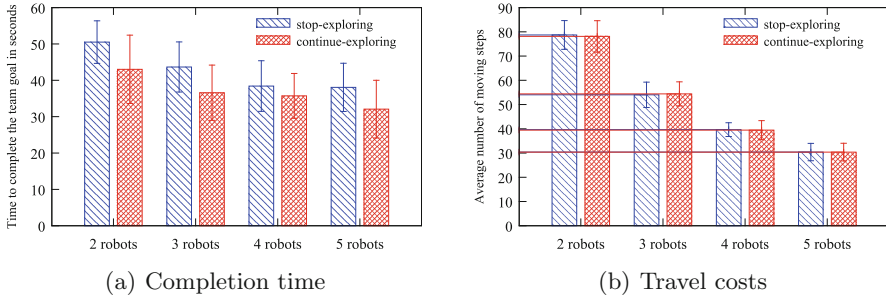 Time to complete the team goal in seconds
60
50
40
30
20
10
0
stop-exploring
continue-exploring
2 robots 3 robots 4 robots 5 robots
(a) Completion time
Average number of moving steps
90
80
70
60
50
40
30
20
10
0
stop-exploring
continue-exploring
2 robots 3 robots 4 robots 5 robots
(b) Travel costs